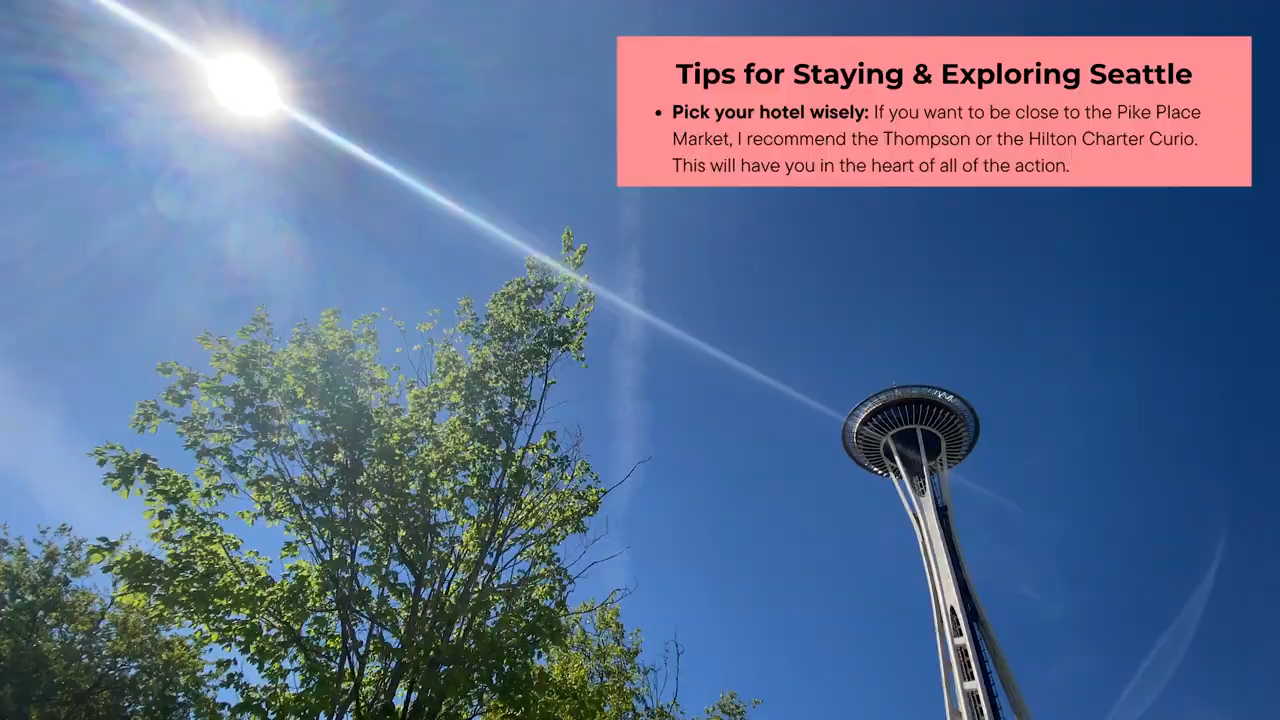 Tips for Staying & Exploring Seattle
• Pick your hotel wisely: If you want to be close to the Pike Place
Market, I recommend the Thompson or the Hilton Charter Curio.
This will have you in the heart of all of the action.